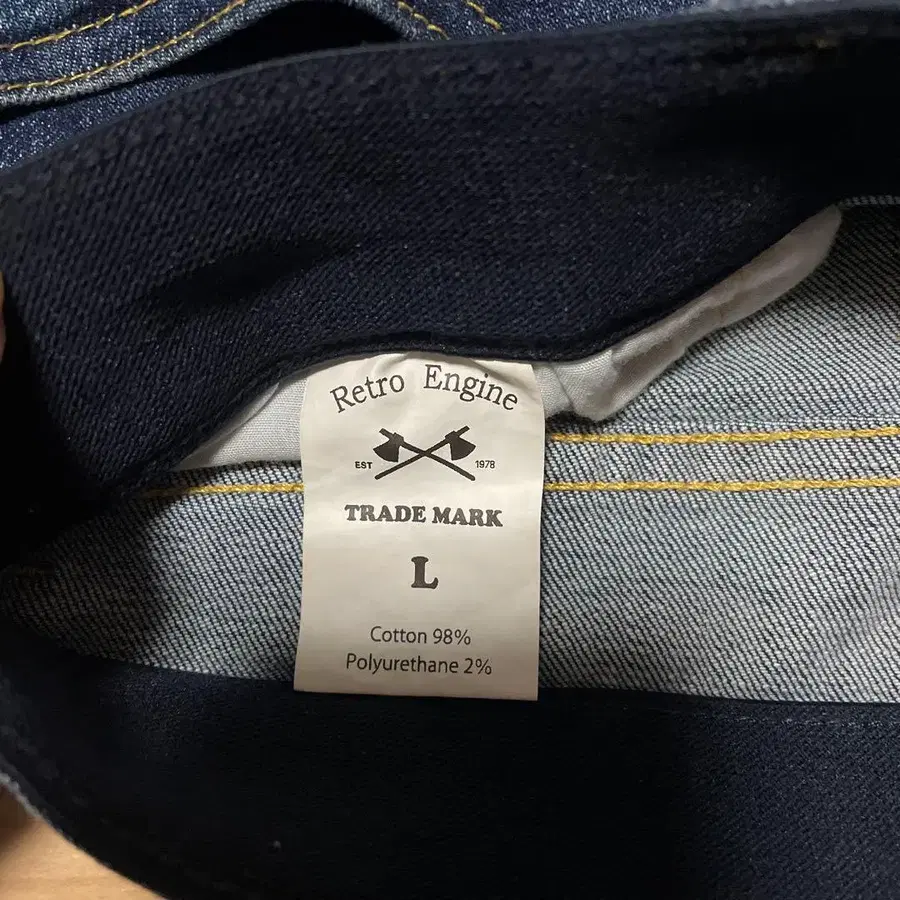 Retro Engine
EST 1978
TRADE MARK
L
Cotton 98%
Polyurethane 2%